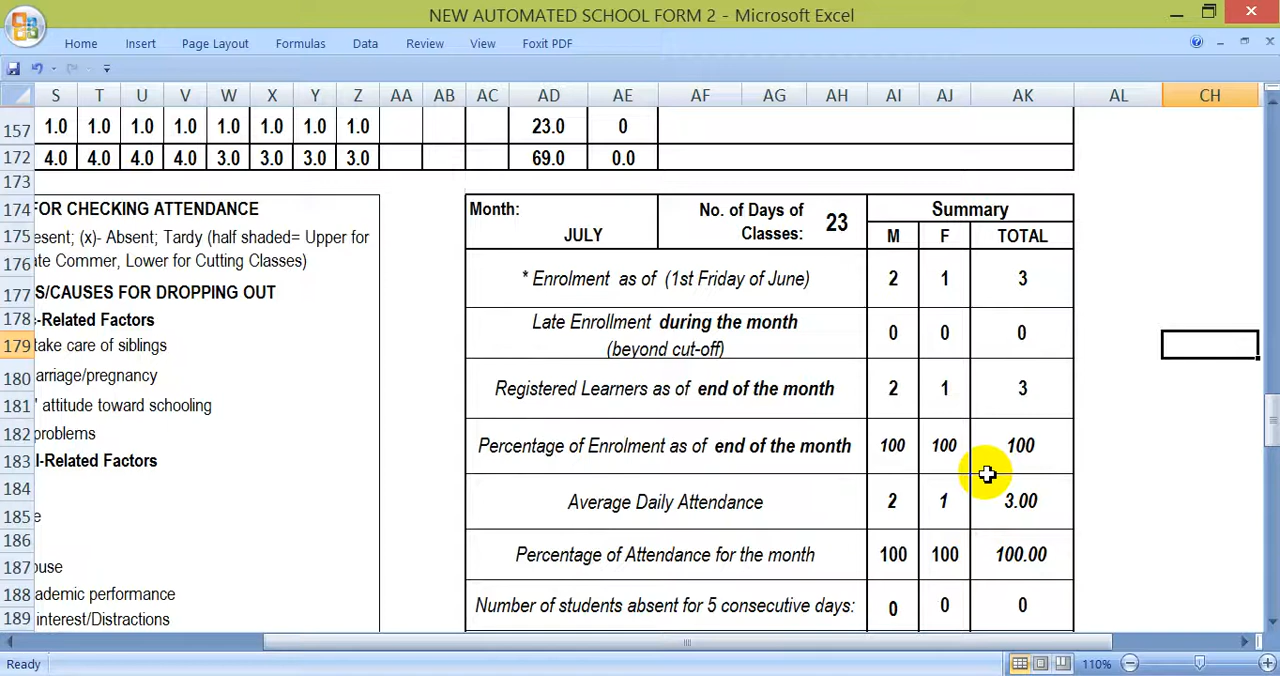 NEW AUTOMATED SCHOOL FORM 2 - Microsoft Excel
Home Insert Page Layout Formulas Data Review View Foxit PDF
S T U V W X Y Z AA AB AC AD AE AF AG AH AI AJ AK AL CH
157 1.0 1.0 1.0 1.0 1.0 1.0 1.0 1.0 23.0 0
172 4.0 4.0 4.0 4.0 3.0 3.0 3.0 3.0 69.0 0.0
173
174 FOR CHECKING ATTENDANCE Month: No. of Days of Summary
175 esent; (x)- Absent; Tardy (half shaded= Upper for JULY Classes: 23 M F TOTAL
176 ate Commer, Lower for Cutting Classes) * Enrolment as of (1st Friday of June) 2 1 3
177 S/CAUSES FOR DROPPING OUT
178 -Related Factors Late Enrollment during the month 0 0 0
179 take care of siblings (beyond cut-off)
180 arriage/pregnancy Registered Learners as of end of the month 2 1 3
181 ' attitude toward schooling
182 problems Percentage of Enrolment as of end of the month 100 100 100
183 l-Related Factors
184
185 e Average Daily Attendance 2 1 3.00
186
187 ouse Percentage of Attendance for the month 100 100 100.00
188 ademic performance Number of students absent for 5 consecutive days: 0 0 0
189 interest/Distractions
Ready 110%